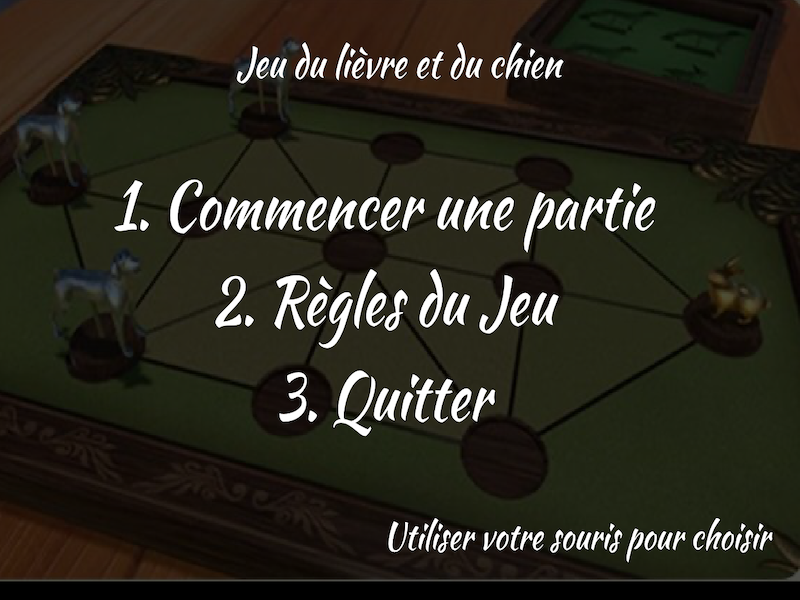 Jeu du lièvre et du chien
1. Commencer une partie
2. Règles du Jeu
3. Quitter
Utiliser votre souris pour choisir